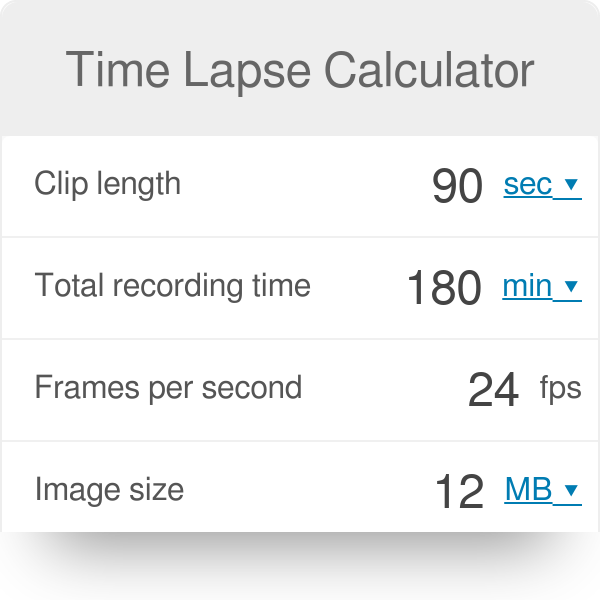 Time Lapse Calculator
Clip length 90 sec ▼
Total recording time 180 min ▼
Frames per second 24 fps
Image size 12 MB ▼